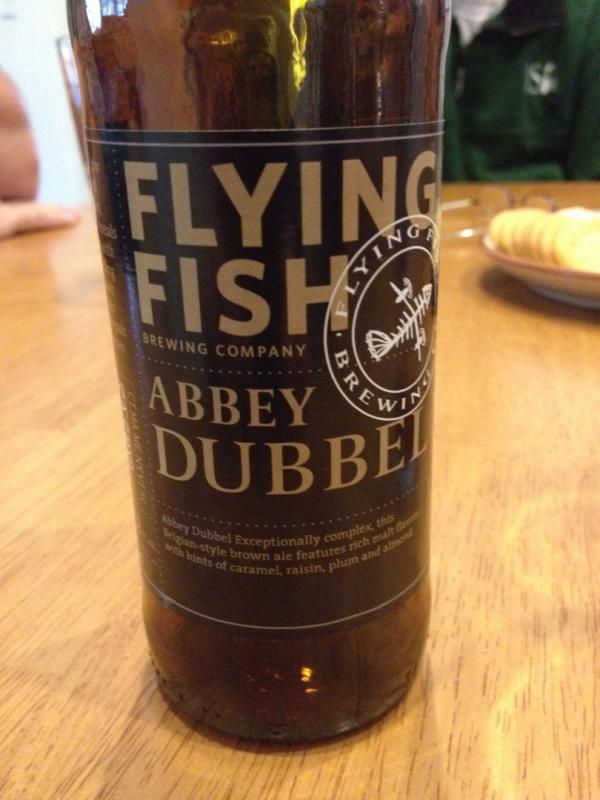 FLYING
FISH
BREWING COMPANY
FLYING F
BREWING
ABBEY
DUBBEL
Abbey Dubbel Exceptionally complex, this
Belgian-style brown ale features rich malt flavors
with hints of caramel, raisin, plum and almond.